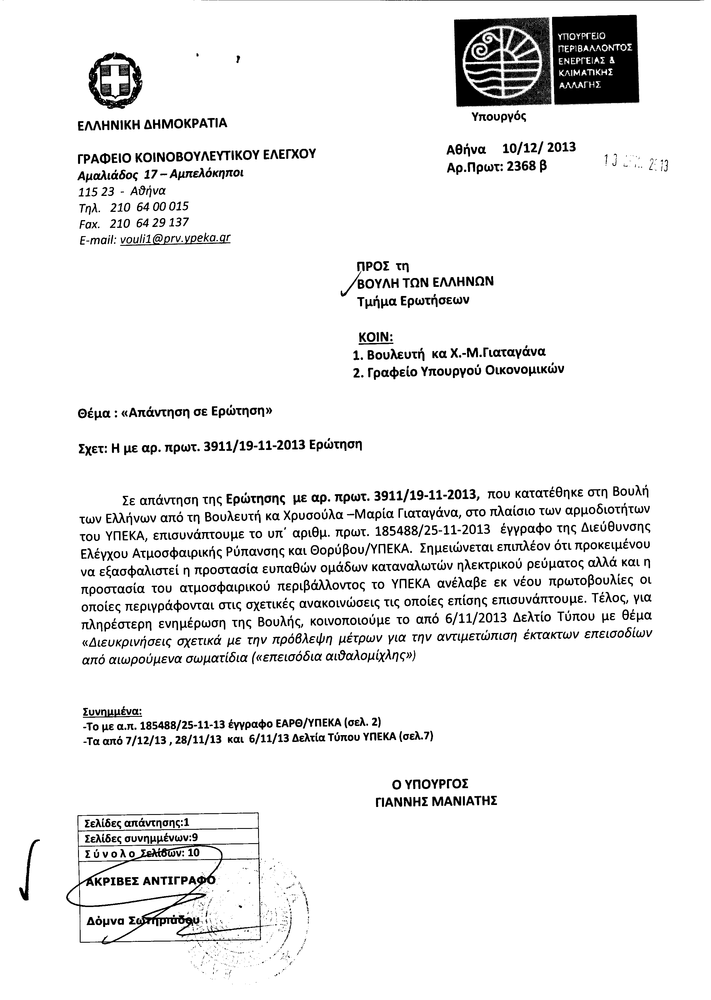 ΥΠΟΥΡΓΕΙΟ
ΠΕΡΙΒΑΛΛΟΝΤΟΣ
ΕΝΕΡΓΕΙΑΣ &
ΚΛΙΜΑΤΙΚΗΣ
ΑΛΛΑΓΗΣ
Υπουργός
ΕΛΛΗΝΙΚΗ ΔΗΜΟΚΡΑΤΙΑ
ΓΡΑΦΕΙΟ ΚΟΙΝΟΒΟΥΛΕΥΤΙΚΟΥ ΕΛΕΓΧΟΥ
Αμαλιάδος 17 – Αμπελόκηποι
115 23 - Αθήνα
Τηλ. 210 64 00 015
Fax. 210 64 29 137
E-mail: vouli1@prv.ypeka.gr
Αθήνα 10/12/ 2013
Αρ.Πρωτ: 2368 β
ΠΡΟΣ τη
ΒΟΥΛΗ ΤΩΝ ΕΛΛΗΝΩΝ
Τμήμα Ερωτήσεων
ΚΟΙΝ:
1. Βουλευτή κα Χ.-Μ.Γιαταγάνα
2. Γραφείο Υπουργού Οικονομικών
Θέμα : «Απάντηση σε Ερώτηση»
Σχετ: Η με αρ. πρωτ. 3911/19-11-2013 Ερώτηση
Σε απάντηση της Ερώτησης με αρ. πρωτ. 3911/19-11-2013, που κατατέθηκε στη Βουλή
των Ελλήνων από τη Βουλευτή κα Χρυσούλα –Μαρία Γιαταγάνα, στο πλαίσιο των αρμοδιοτήτων
του ΥΠΕΚΑ, επισυνάπτουμε το υπ΄ αριθμ. πρωτ. 185488/25-11-2013 έγγραφο της Διεύθυνσης
Ελέγχου Ατμοσφαιρικής Ρύπανσης και Θορύβου/ΥΠΕΚΑ. Σημειώνεται επιπλέον ότι προκειμένου
να εξασφαλιστεί η προστασία ευπαθών ομάδων καταναλωτών ηλεκτρικού ρεύματος αλλά και η
προστασία του ατμοσφαιρικού περιβάλλοντος το ΥΠΕΚΑ ανέλαβε εκ νέου πρωτοβουλίες οι
οποίες περιγράφονται στις σχετικές ανακοινώσεις τις οποίες επίσης επισυνάπτουμε. Τέλος, για
πληρέστερη ενημέρωση της Βουλής, κοινοποιούμε το από 6/11/2013 Δελτίο Τύπου με θέμα
«Διευκρινήσεις σχετικά με την πρόβλεψη μέτρων για την αντιμετώπιση έκτακτων επεισοδίων
από αιωρούμενα σωματίδια («επεισόδια αιθαλομίχλης»)
Συνημμένα:
-Το με α.π. 185488/25-11-13 έγγραφο ΕΑΡΘ/ΥΠΕΚΑ (σελ. 2)
-Τα από 7/12/13 , 28/11/13 και 6/11/13 Δελτία Τύπου ΥΠΕΚΑ (σελ.7)
Ο ΥΠΟΥΡΓΟΣ
ΓΙΑΝΝΗΣ ΜΑΝΙΑΤΗΣ
Σελίδες απάντησης:1
Σελίδες συνημμένων:9
Σ ύ ν ο λ ο Σελίδων: 10
ΑΚΡΙΒΕΣ ΑΝΤΙΓΡΑΦΟ
Δόμνα Σωτηριάδου